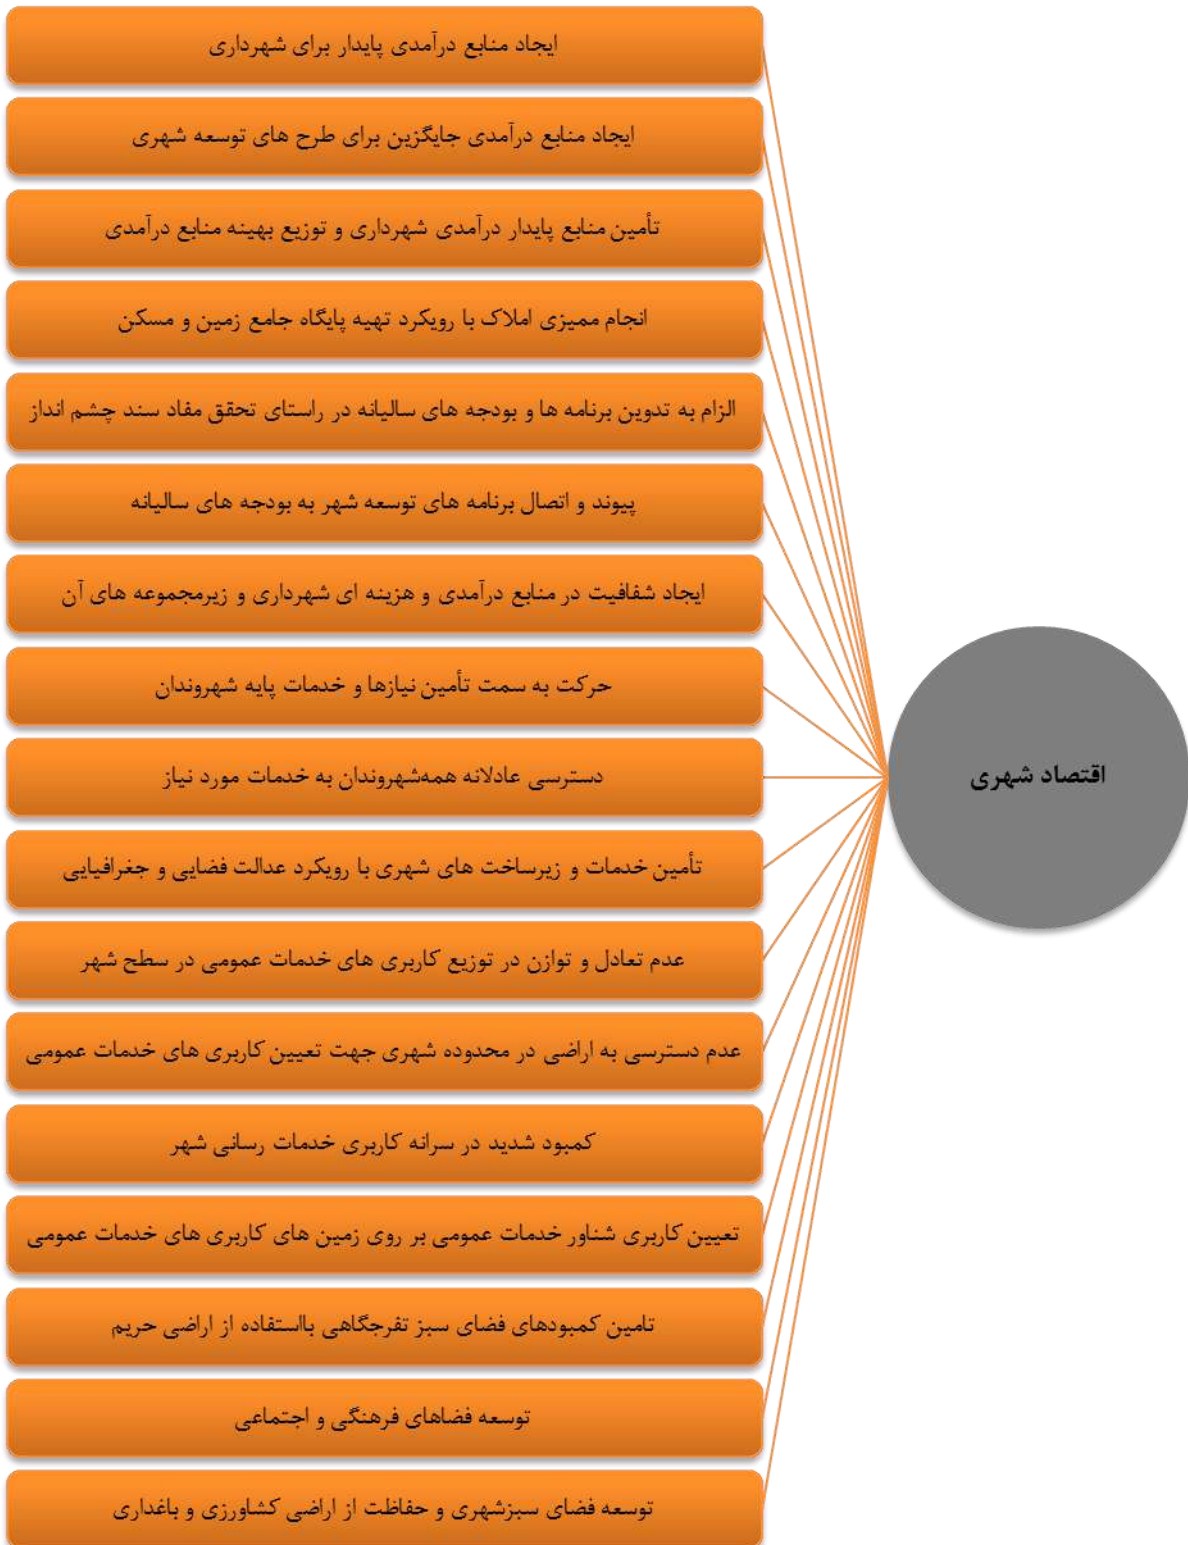 ایجاد منابع درآمدی پایدار برای شهرداری
ایجاد منابع درآمدی جایگزین برای طرح های توسعه شهری
تأمین منابع پایدار درآمدی شهرداری و توزیع بهینه منابع درآمدی
انجام ممیزی املاک با رویکرد تهیه پایگاه جامع زمین و مسکن
الزام به تدوین برنامه ها و بودجه های سالیانه در راستای تحقق مفاد سند چشم انداز
پیوند و اتصال برنامه های توسعه شهر به بودجه های سالیانه
ایجاد شفافیت در منابع درآمدی و هزینه ای شهرداری و زیرمجموعه های آن
حرکت به سمت تأمین نیازها و خدمات پایه شهروندان
دسترسی عادلانه همه‌شهروندان به خدمات مورد نیاز
تأمین خدمات و زیرساخت های شهری با رویکرد عدالت فضایی و جغرافیایی
عدم تعادل و توازن در توزیع کاربری های خدمات عمومی در سطح شهر
عدم دسترسی به اراضی در محدوده شهری جهت تعیین کاربری های خدمات عمومی
کمبود شدید در سرانه کاربری خدمات رسانی شهر
تعیین کاربری شناور خدمات عمومی بر روی زمین های کاربری های خدمات عمومی
تامین کمبودهای فضای سبز تفرجگاهی بااستفاده از اراضی حریم
توسعه فضاهای فرهنگی و اجتماعی
توسعه فضای سبزشهری و حفاظت از اراضی کشاورزی و باغداری
اقتصاد شهری